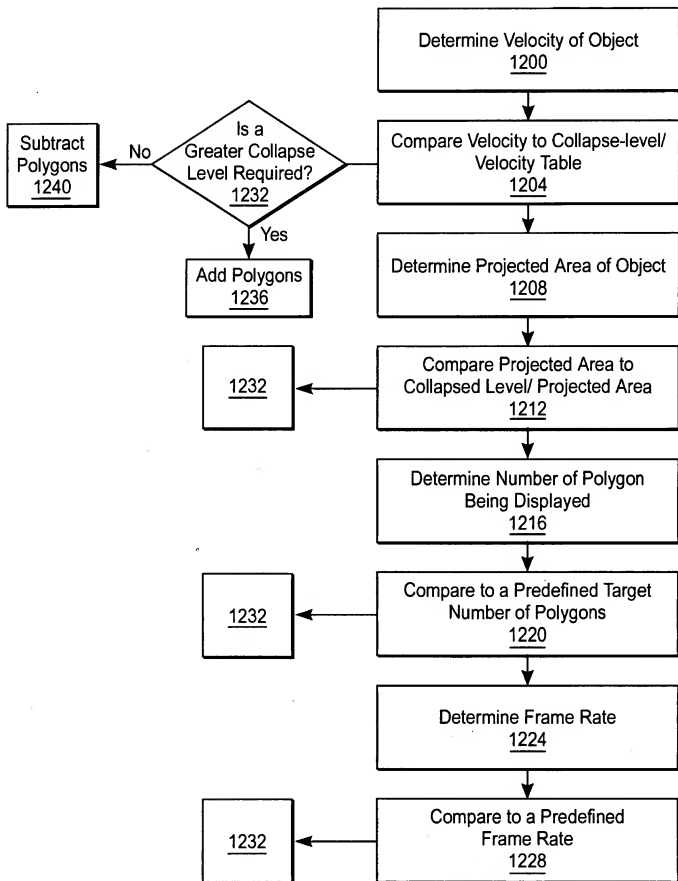 Determine Velocity of Object
1200
Is a
Greater Collapse
Level Required?
1232
No
Subtract
Polygons
1240
Compare Velocity to Collapse-level/
Velocity Table
1204
Yes
Add Polygons
1236
Determine Projected Area of Object
1208
Compare Projected Area to
Collapsed Level/ Projected Area
1212
1232
Determine Number of Polygon
Being Displayed
1216
Compare to a Predefined Target
Number of Polygons
1220
1232
Determine Frame Rate
1224
Compare to a Predefined
Frame Rate
1228
1232